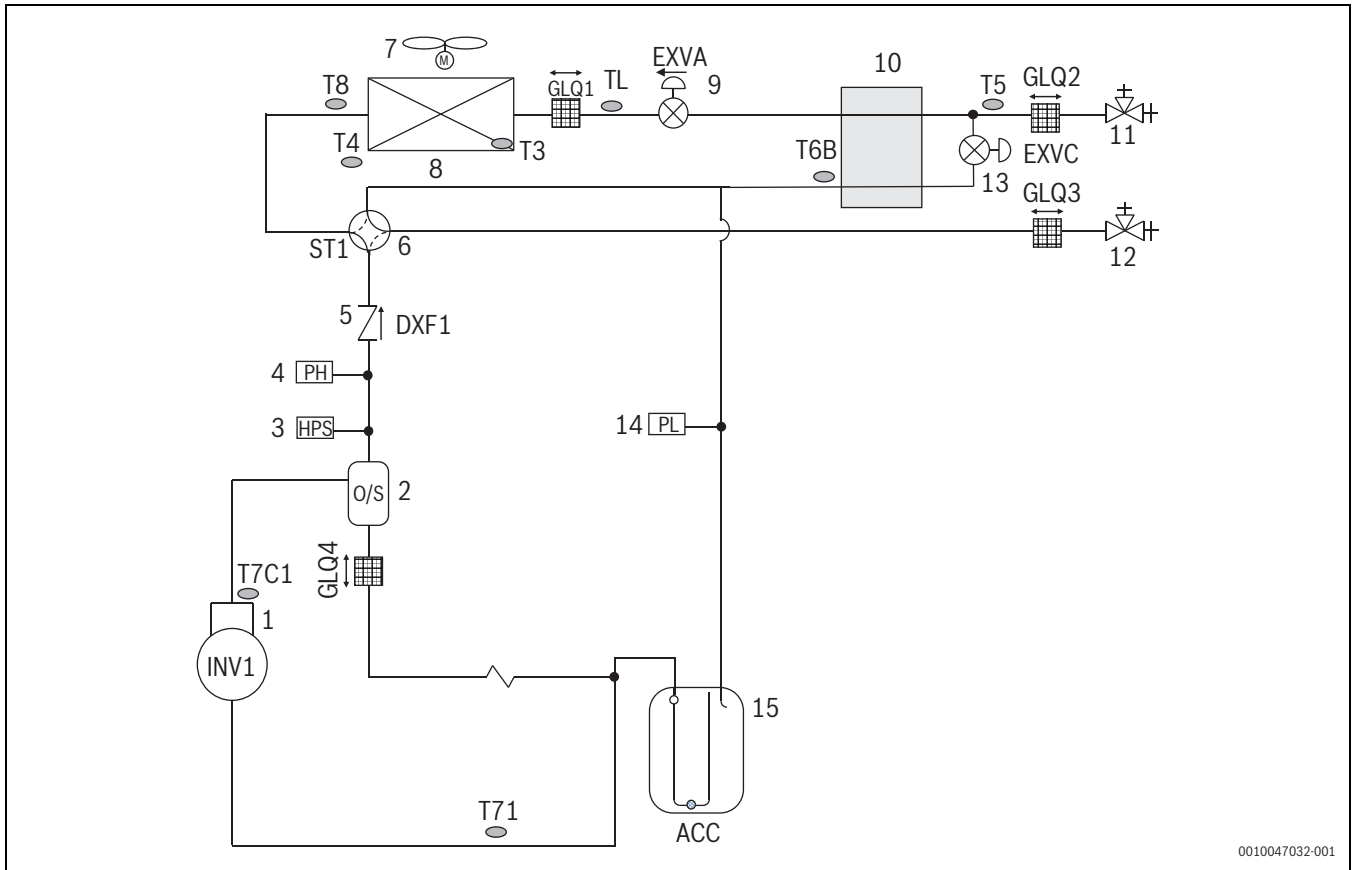 7
M
EXVA
T8
GLQ1
TL
9
10
T5
GLQ2
11
T4
8
T3
T6B
13
EXVC
GLQ3
ST1
6
12
5
DXF1
4
PH
3
HPS
14
PL
O/S
2
GLQ4
T7C1
1
INV1
15
T71
ACC
0010047032-001